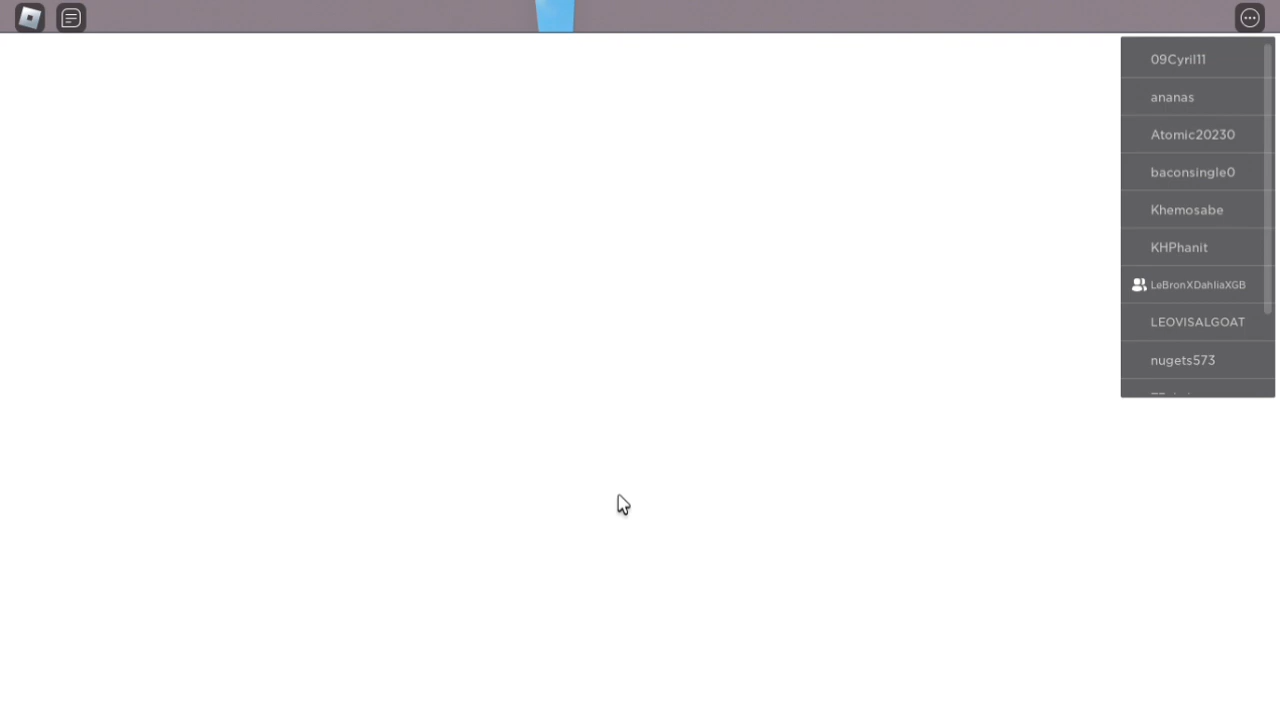 09Cyril11
ananas
Atomic20230
baconsingle0
Khemosabe
KHPhanit
LeBronXDahliaXGB
LEOVISALGOAT
nugets573